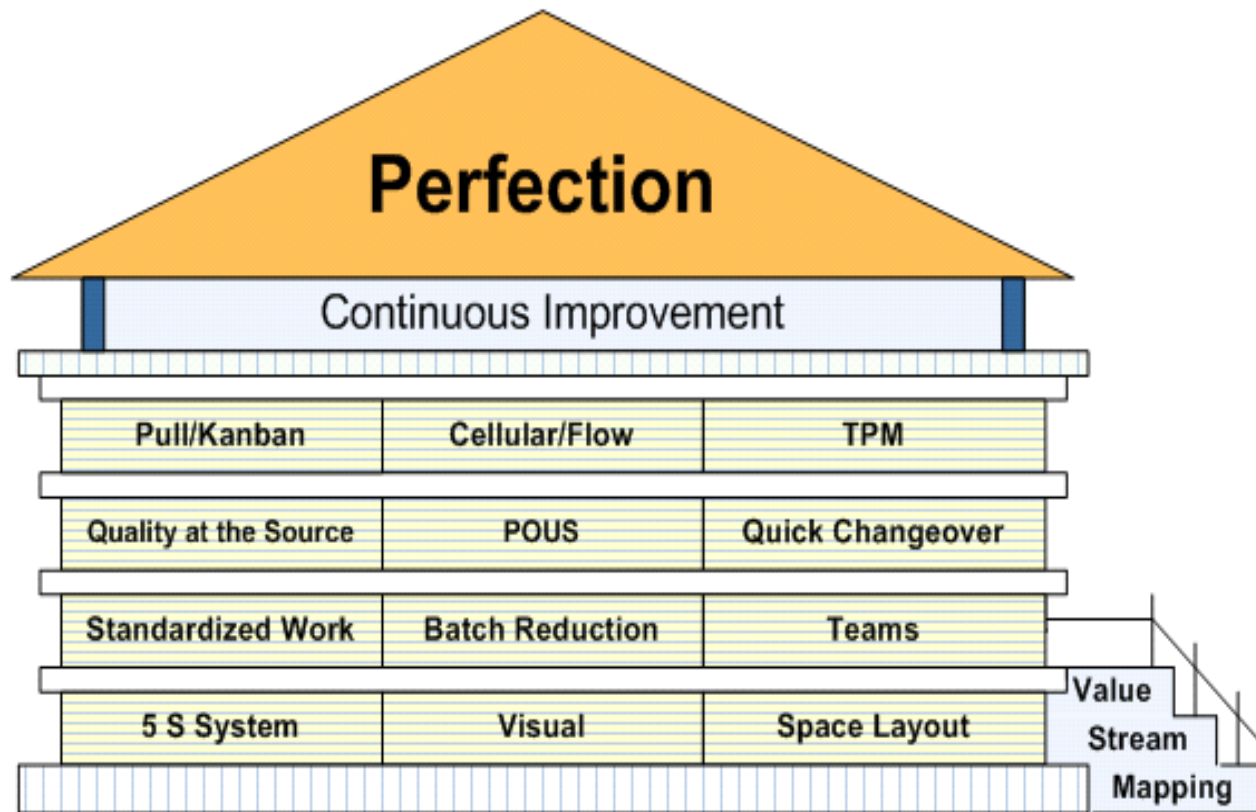 Perfection
Continuous Improvement
Pull/Kanban
Cellular/Flow
TPM
Quality at the Source
POUS
Quick Changeover
Standardized Work
Batch Reduction
Teams
5 S System
Visual
Space Layout
Value
Stream
Mapping